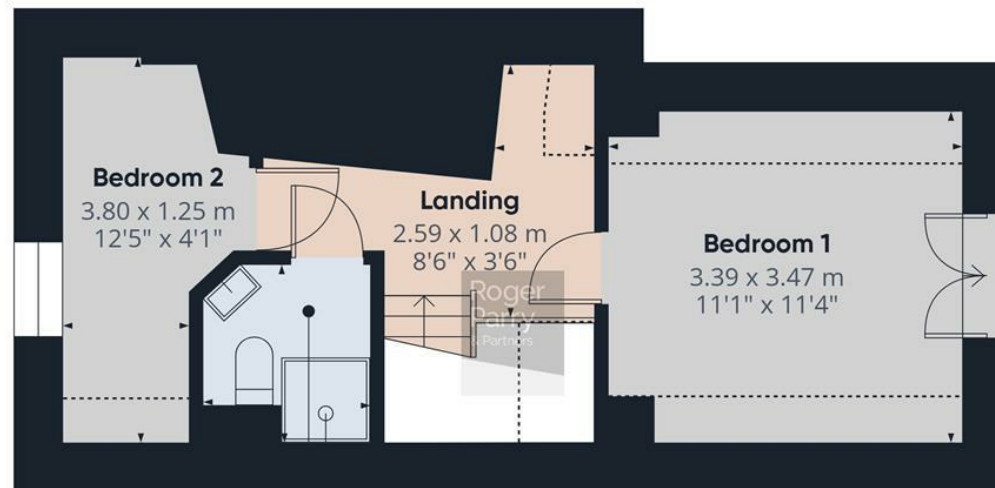 Bedroom 2
3.80 x 1.25 m
12'5" x 4'1"
Landing
2.59 x 1.08 m
8'6" x 3'6"
Roger
Parry
& Partners
Bedroom 1
3.39 x 3.47 m
11'1" x 11'4"